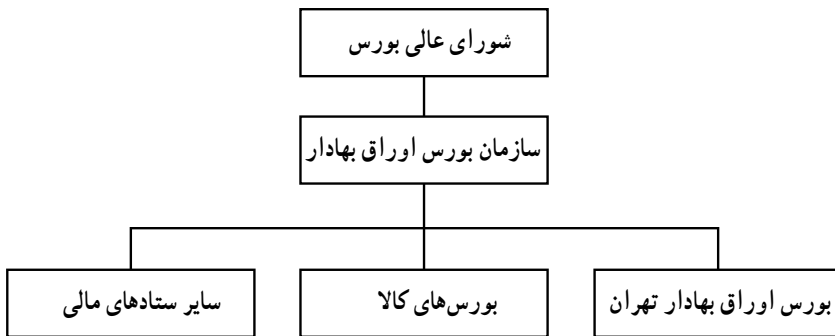 شورای عالی بورس
سازمان بورس اوراق بهادار
بورس اوراق بهادار تهران
بورس‌های کالا
سایر ستادهای مالی